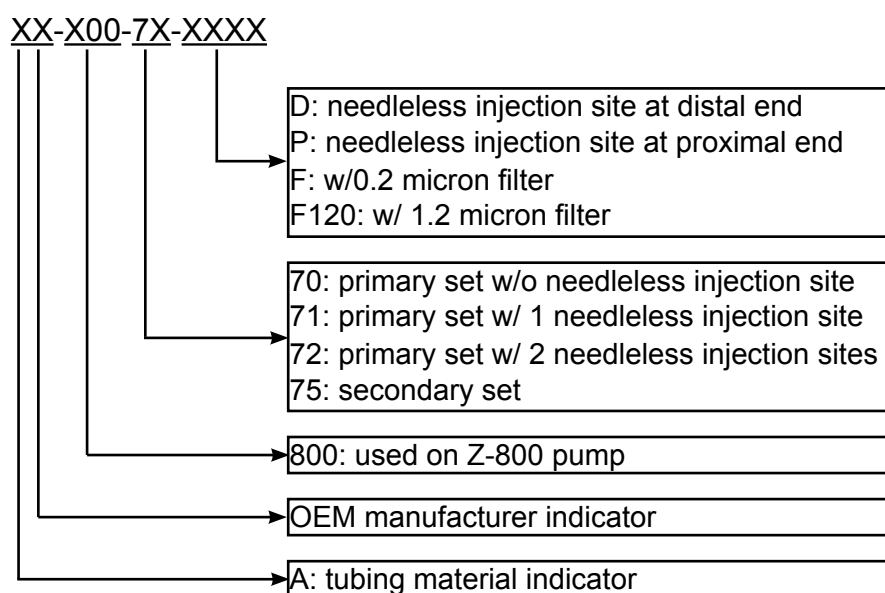 XX-X00-7X-XXXX
D: needleless injection site at distal end
P: needleless injection site at proximal end
F: w/0.2 micron filter
F120: w/ 1.2 micron filter
70: primary set w/o needleless injection site
71: primary set w/ 1 needleless injection site
72: primary set w/ 2 needleless injection sites
75: secondary set
800: used on Z-800 pump
OEM manufacturer indicator
A: tubing material indicator